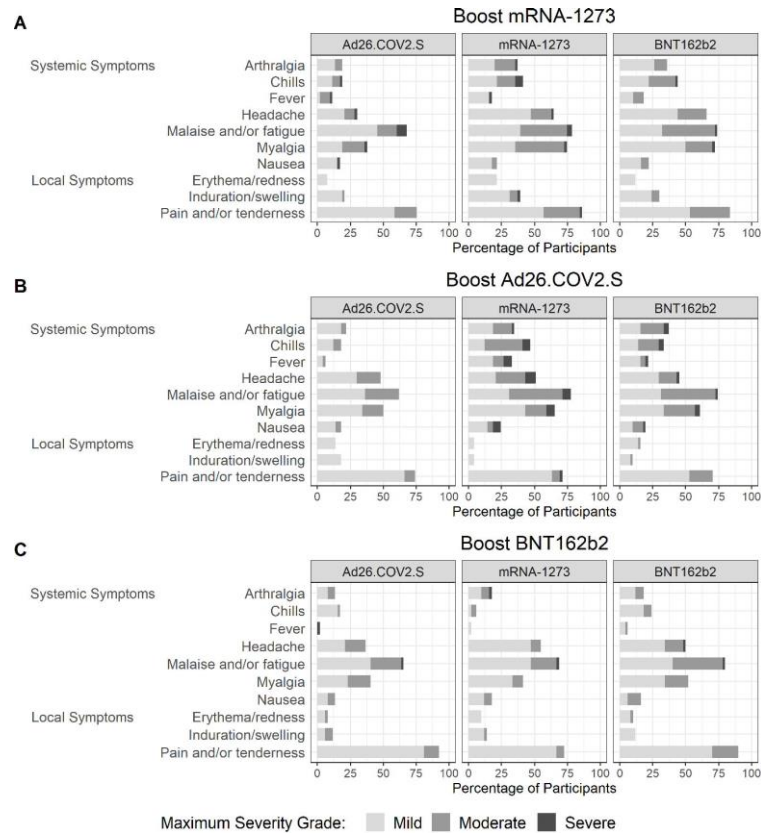 A
Boost mRNA-1273
Ad26.COV2.S mRNA-1273 BNT162b2
Systemic Symptoms Arthralgia
Chills
Fever
Headache
Malaise and/or fatigue
Myalgia
Nausea
Local Symptoms Erythema/redness
Induration/swelling
Pain and/or tenderness
0 25 50 75 100 0 25 50 75 100 0 25 50 75 100
Percentage of Participants
B
Boost Ad26.COV2.S
Ad26.COV2.S mRNA-1273 BNT162b2
Systemic Symptoms Arthralgia
Chills
Fever
Headache
Malaise and/or fatigue
Myalgia
Nausea
Local Symptoms Erythema/redness
Induration/swelling
Pain and/or tenderness
0 25 50 75 100 0 25 50 75 100 0 25 50 75 100
Percentage of Participants
C
Boost BNT162b2
Ad26.COV2.S mRNA-1273 BNT162b2
Systemic Symptoms Arthralgia
Chills
Fever
Headache
Malaise and/or fatigue
Myalgia
Nausea
Local Symptoms Erythema/redness
Induration/swelling
Pain and/or tenderness
0 25 50 75 100 0 25 50 75 100 0 25 50 75 100
Percentage of Participants
Maximum Severity Grade: Mild Moderate Severe